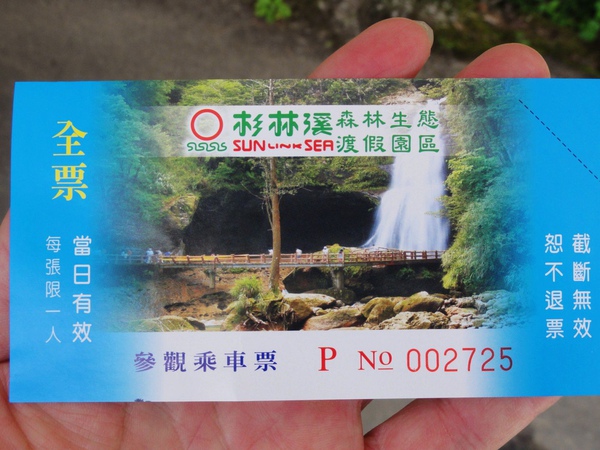 全票
當日有效
每張限一人
杉林溪
SUN LINK SEA
森林生態
渡假園區
截斷無效
恕不退票
參觀乘車票
P No 002725